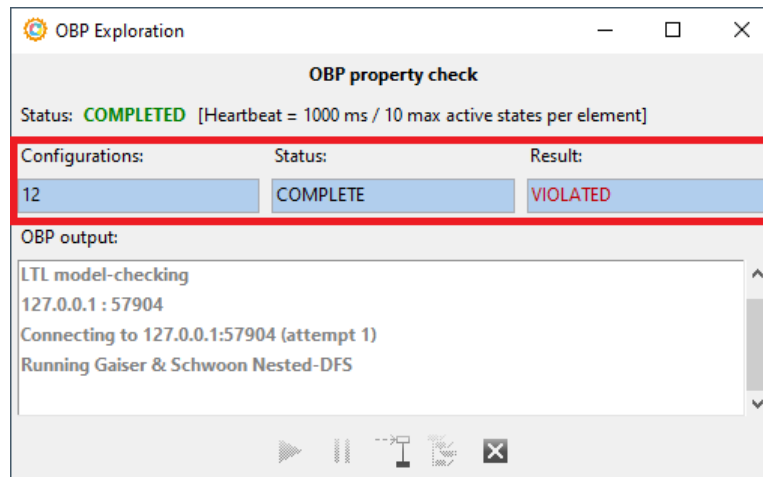 OBP Exploration
OBP property check
Status: COMPLETED [Heartbeat = 1000 ms / 10 max active states per element]
Configurations: Status: Result:
12 COMPLETE VIOLATED
OBP output:
LTL model-checking
127.0.0.1 : 57904
Connecting to 127.0.0.1:57904 (attempt 1)
Running Gaiser & Schwoon Nested-DFS